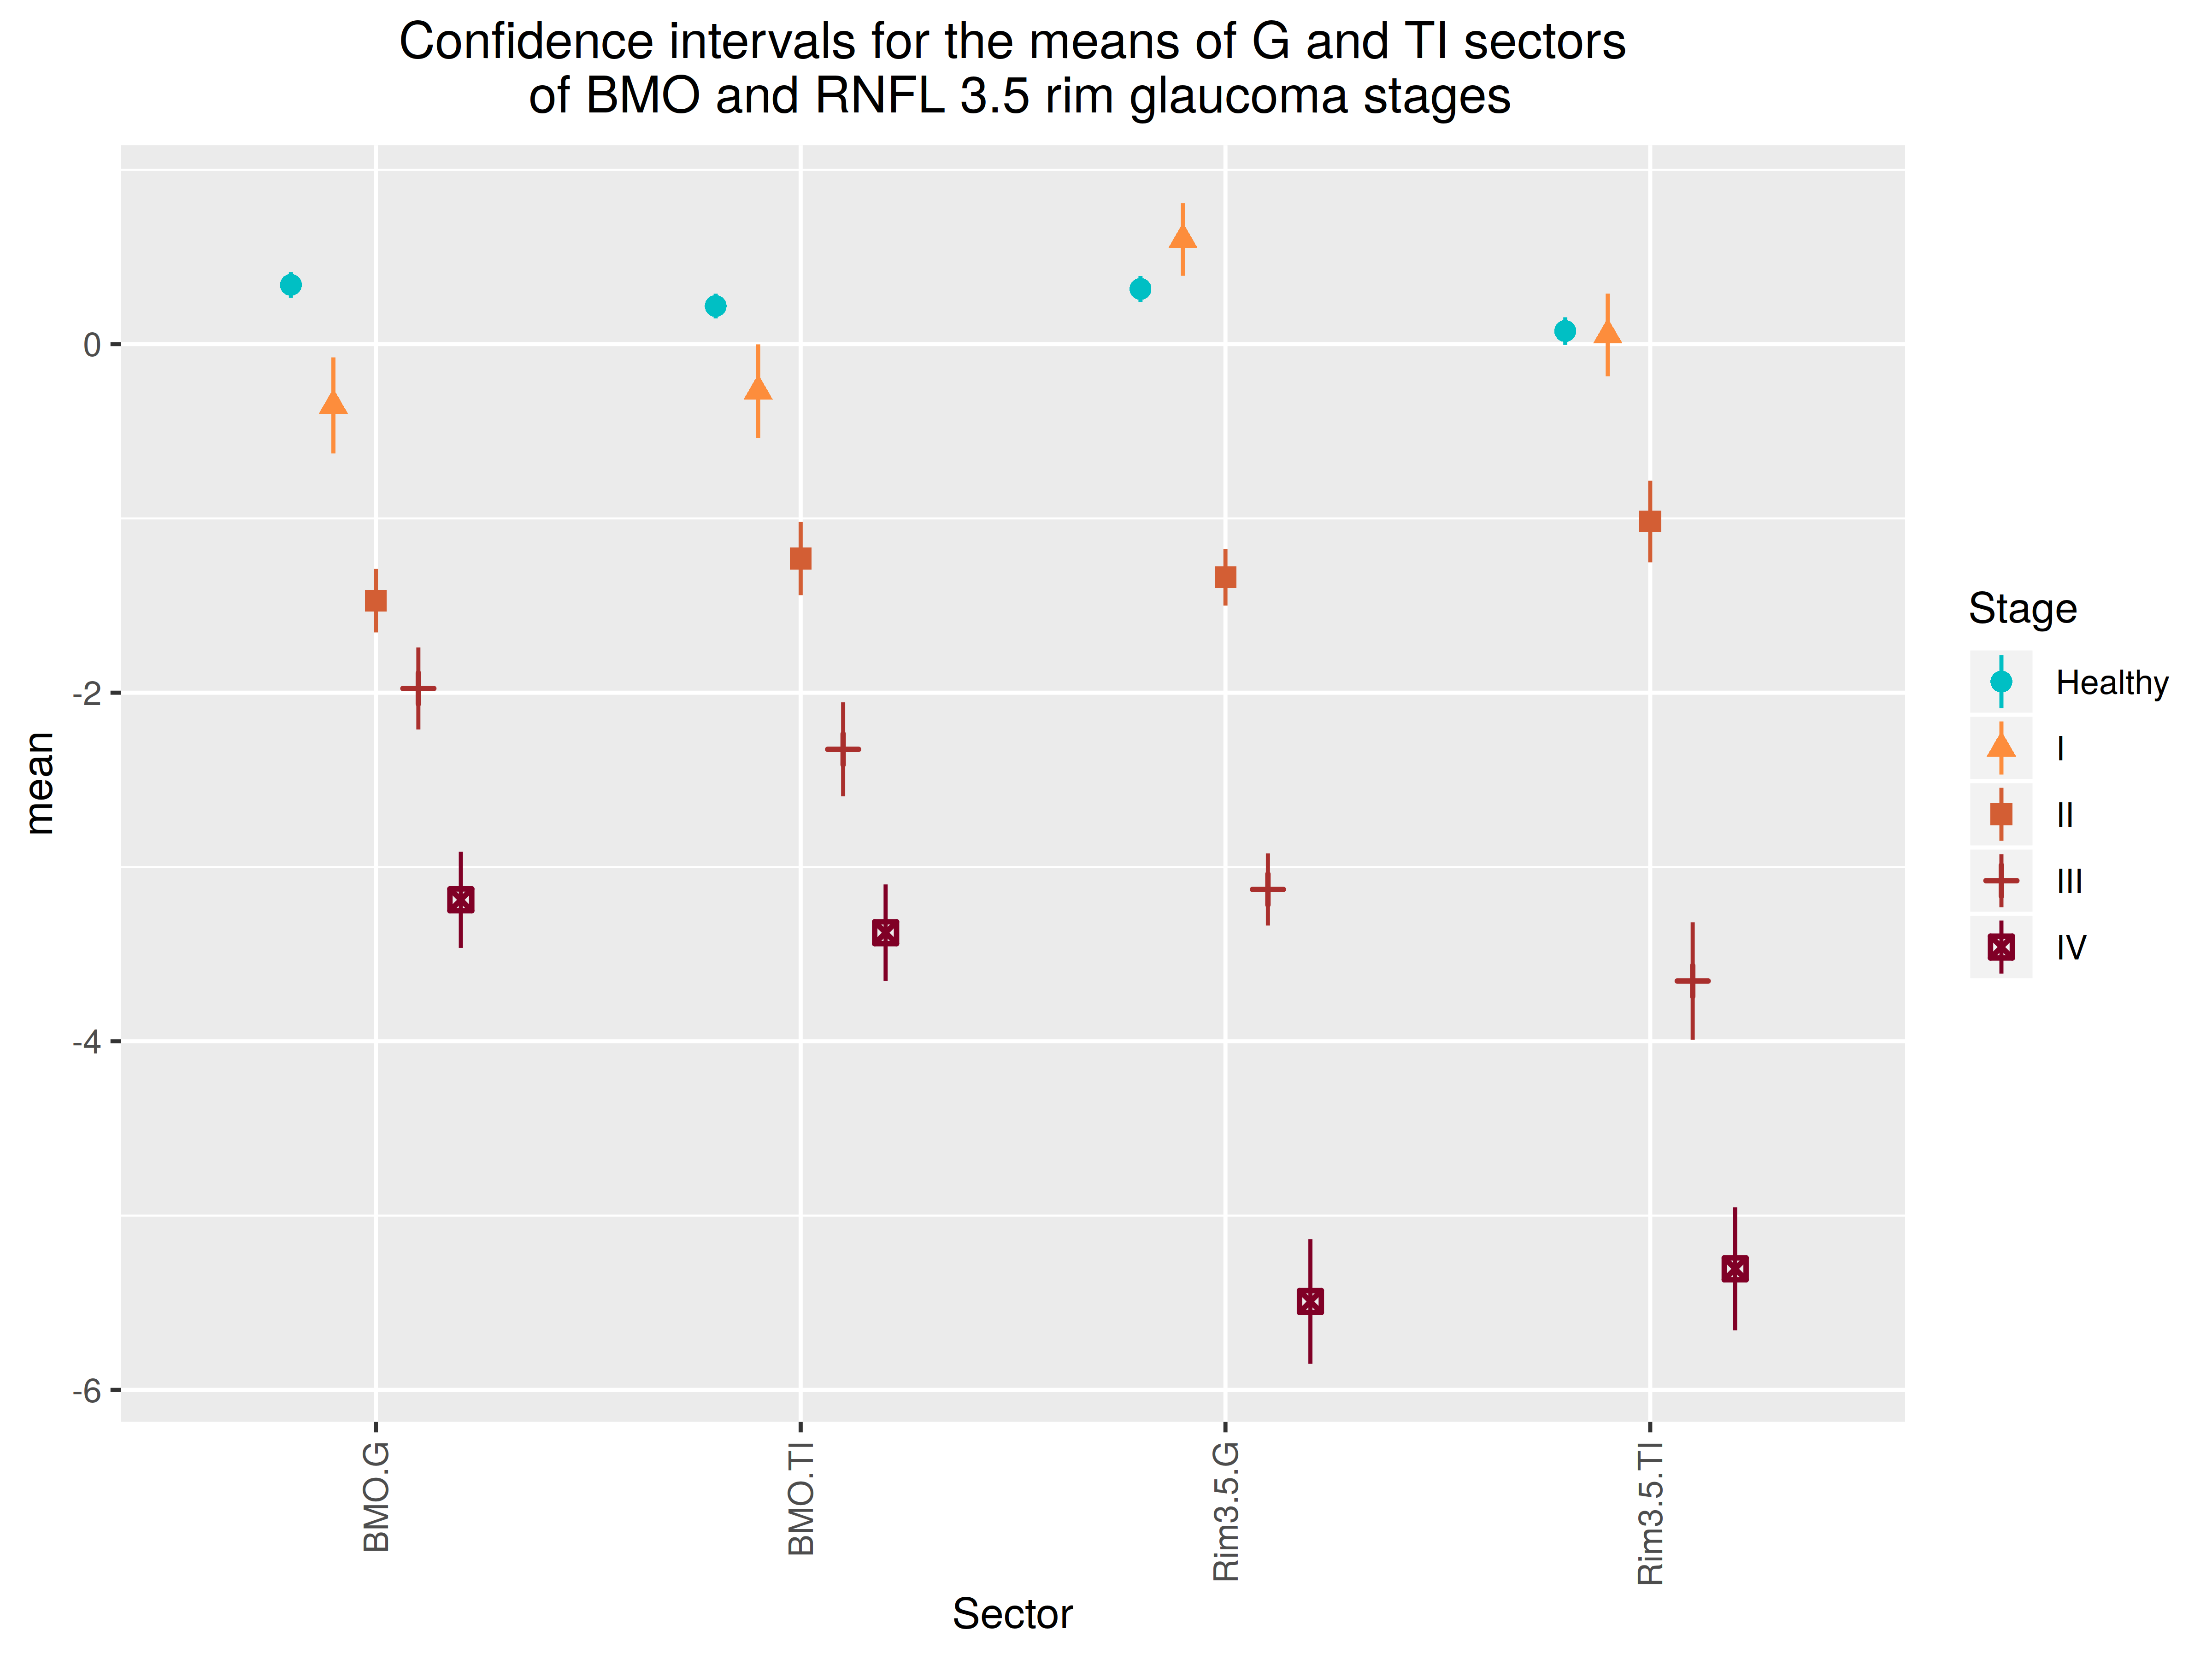 Confidence intervals for the means of G and TI sectors
of BMO and RNFL 3.5 rim glaucoma stages
mean
0
-2
-4
-6
BMO.G
BMO.TI
Rim3.5.G
Rim3.5.TI
Sector
Stage
Healthy
I
II
III
IV